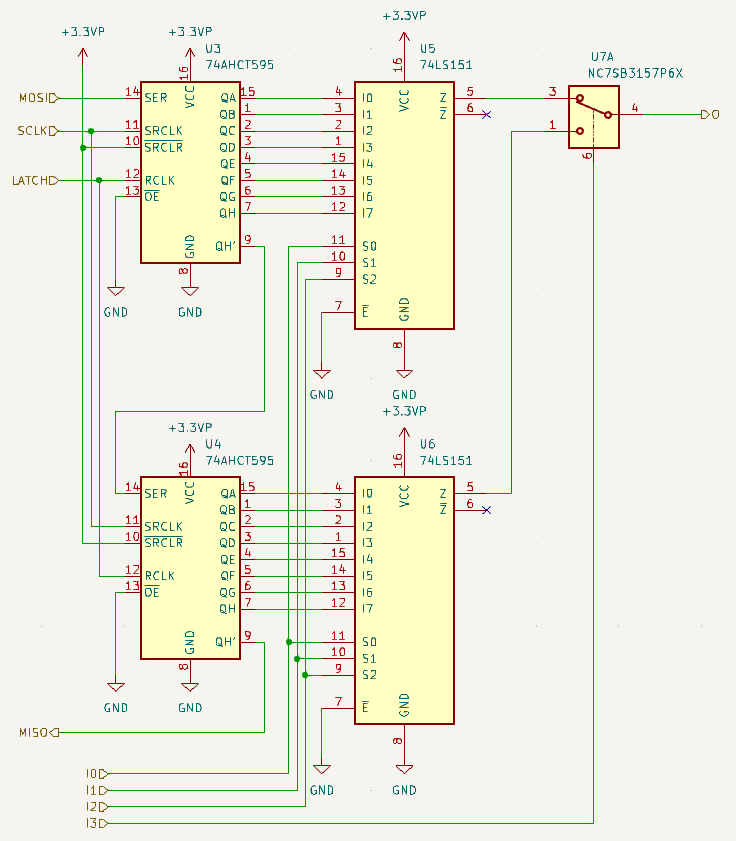 +3.3VP
+3.3VP
+3.3VP
U3
74AHCT595
U5
74LS151
U7A
NC7SB3157P6X
16
VCC
16
VCC
MOSI
14
SER
QA
15
4
I0
Z
5
3
4
O
QB
1
3
I1
Z
6
SCLK
11
SRCLK
QC
2
2
I2
1
10
SRCLR
QD
3
1
I3
6
QE
4
15
I4
LATCH
12
RCLK
QF
5
14
I5
13
OE
QG
6
13
I6
QH
7
12
I7
GND
QH'
9
11
S0
10
S1
8
9
S2
GND
GND
7
E
GND
8
GND
GND
+3.3VP
+3.3VP
U4
74AHCT595
U6
74LS151
16
VCC
16
VCC
14
SER
QA
15
4
I0
Z
5
QB
1
3
I1
Z
6
11
SRCLK
QC
2
2
I2
10
SRCLR
QD
3
1
I3
QE
4
15
I4
12
RCLK
QF
5
14
I5
13
OE
QG
6
13
I6
QH
7
12
I7
GND
QH'
9
11
S0
10
S1
8
9
S2
GND
GND
7
E
GND
MISO
8
GND
GND
I0
I1
I2
I3